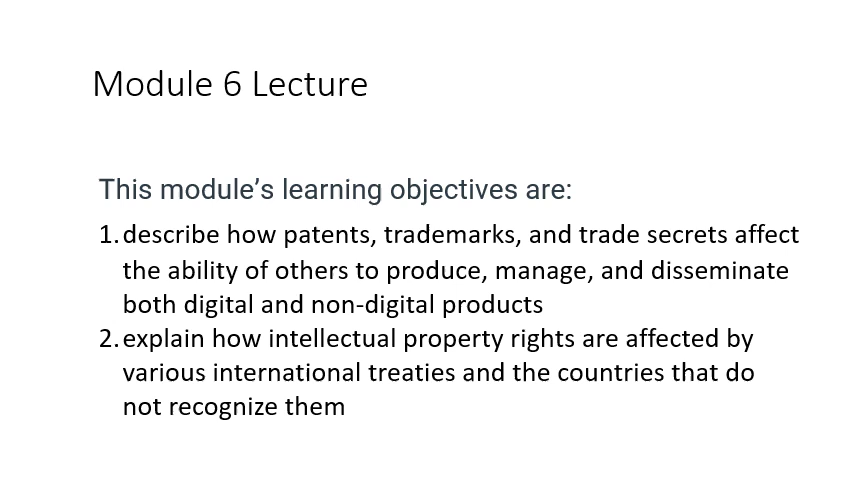 Module 6 Lecture
This module’s learning objectives are:
1. describe how patents, trademarks, and trade secrets affect
the ability of others to produce, manage, and disseminate
both digital and non-digital products
2. explain how intellectual property rights are affected by
various international treaties and the countries that do
not recognize them